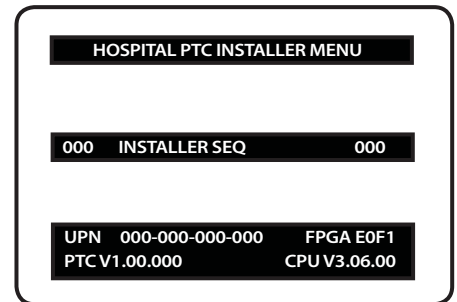 HOSPITAL PTC INSTALLER MENU
000 INSTALLER SEQ 000
UPN 000-000-000-000 FPGA E0F1
PTC V1.00.000 CPU V3.06.00